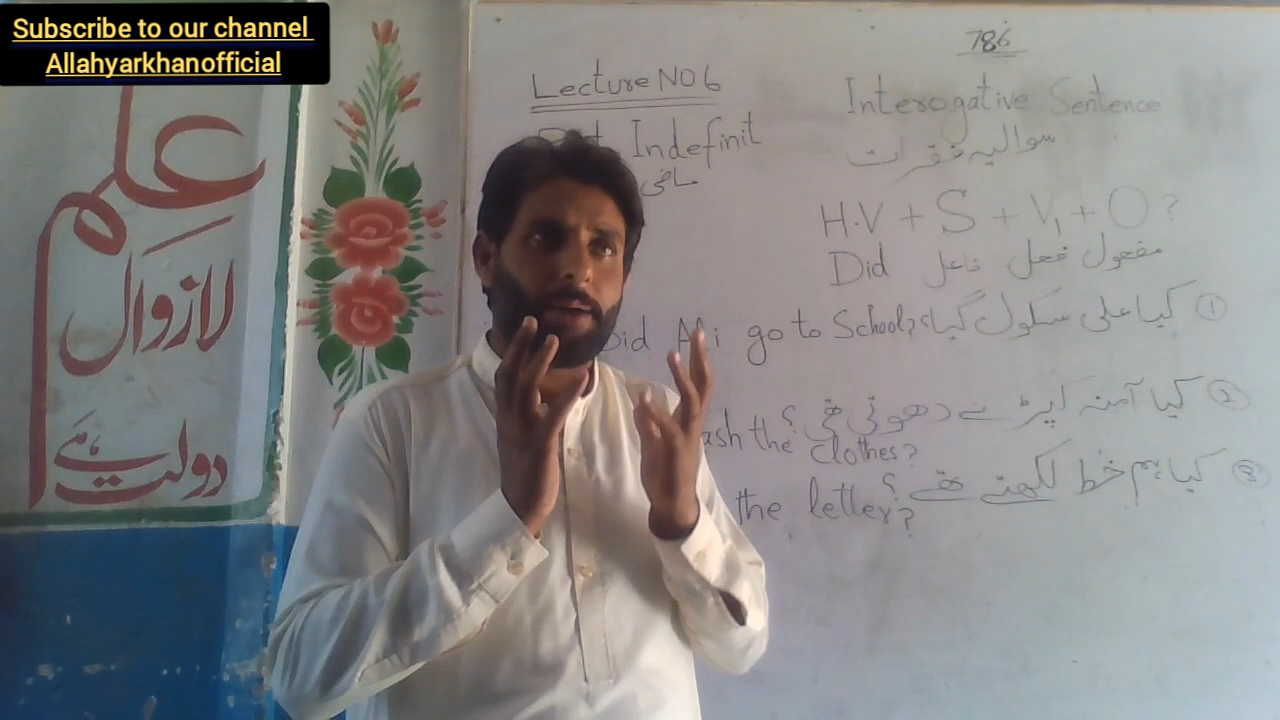 Subscribe to our channel
Allahyarkhanofficial
علم
لازوال
دولت ہے
786
Lecture NO 6
Indefinit
ماضی
Interogative Sentence
سوالیہ فقرات
H.V + S + V1 + O ?
Did فاعل فعل مفعول
① کیا علی سکول گیا؟
Did Ali go to School?
② کیا آمنہ کپڑے دھوتی تھی؟
the clothes?
③ کیا ہم خط لکھتے تھے؟
the letter?